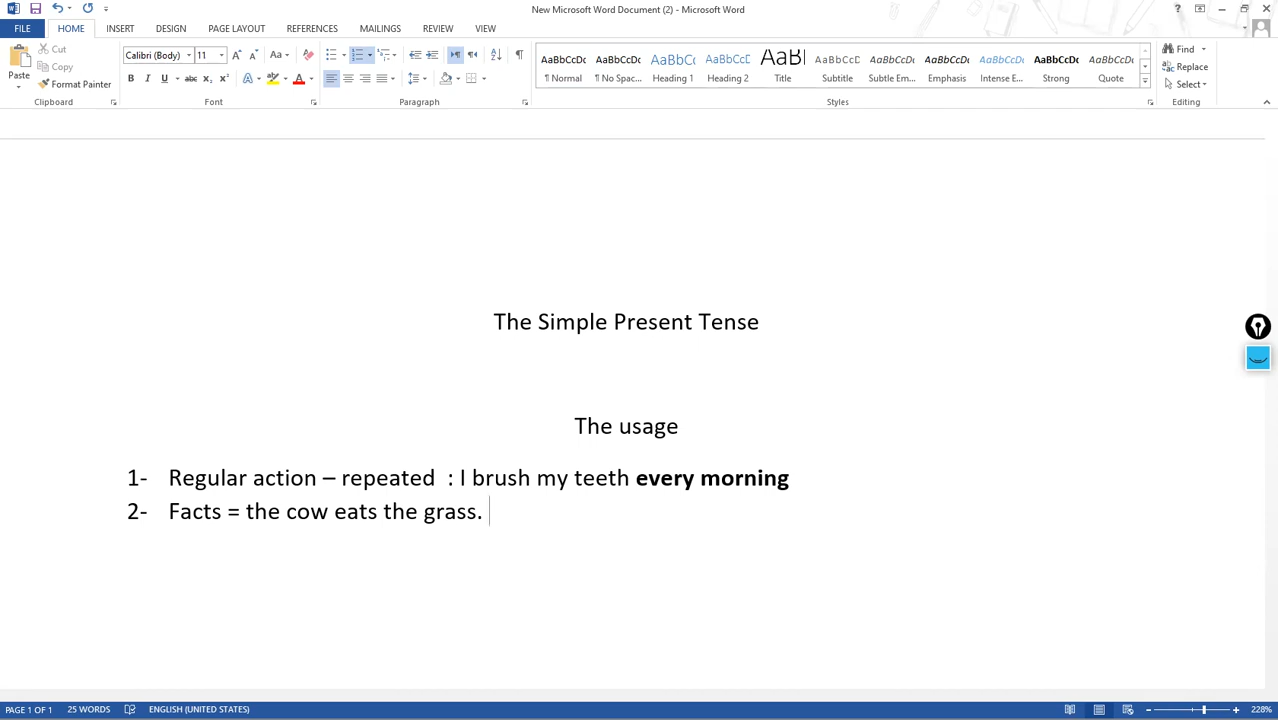 New Microsoft Word Document (2) - Microsoft Word
FILE HOME INSERT DESIGN PAGE LAYOUT REFERENCES MAILINGS REVIEW VIEW
Paste
Cut
Copy
Format Painter
Clipboard
Calibri (Body) 11
Font
Paragraph
AaBbCcDc AaBbCcDc AaBbCc AaBbCcD AaBb AaBbCcD AaBbCcDc AaBbCcDc AaBbCcDc AaBbCcDc AaBbCcDc
¶ Normal ¶ No Spac... Heading 1 Heading 2 Title Subtitle Subtle Em... Emphasis Intense E... Strong Quote
Styles
Find
Replace
Select
Editing
The Simple Present Tense
The usage
1- Regular action – repeated : I brush my teeth every morning
2- Facts = the cow eats the grass.
PAGE 1 OF 1 25 WORDS ENGLISH (UNITED STATES) 228%